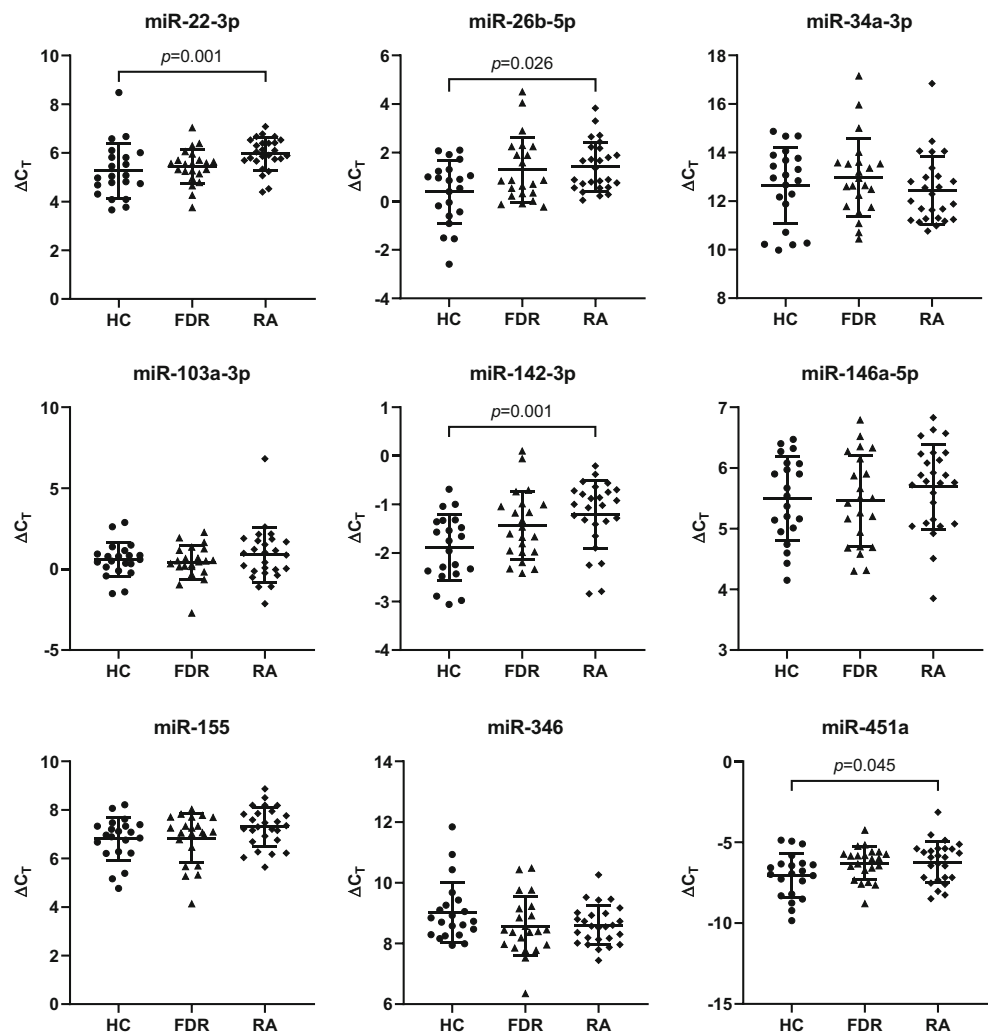 miR-22-3p
ΔCT
10
8
6
4
2
0
p=0.001
HC FDR RA
miR-26b-5p
ΔCT
6
4
2
0
-2
-4
p=0.026
HC FDR RA
miR-34a-3p
ΔCT
18
16
14
12
10
8
HC FDR RA
miR-103a-3p
ΔCT
10
5
0
-5
HC FDR RA
miR-142-3p
ΔCT
1
0
-1
-2
-3
-4
p=0.001
HC FDR RA
miR-146a-5p
ΔCT
7
6
5
4
3
HC FDR RA
miR-155
ΔCT
10
8
6
4
2
0
HC FDR RA
miR-346
ΔCT
14
12
10
8
6
HC FDR RA
miR-451a
ΔCT
0
-5
-10
-15
p=0.045
HC FDR RA